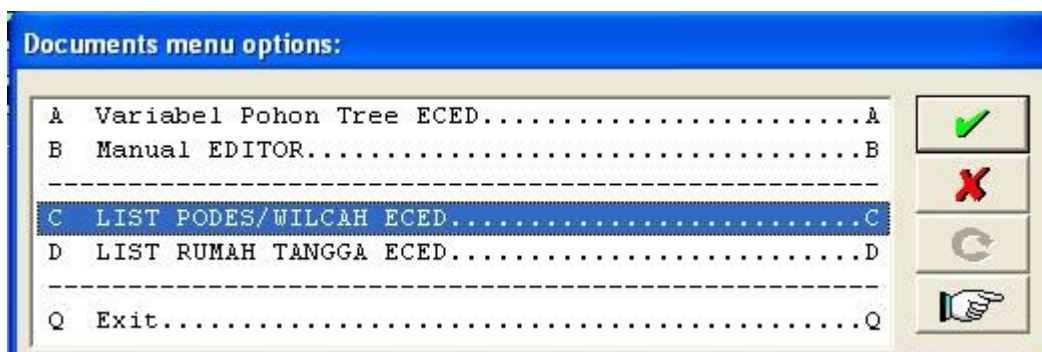 Documents menu options:
A Variabel Pohon Tree ECED........................A
B Manual EDITOR...................................B
----------------------------------------------------
C LIST PODES/WILCAH ECED..........................C
D LIST RUMAH TANGGA ECED..........................D
----------------------------------------------------
Q Exit............................................Q